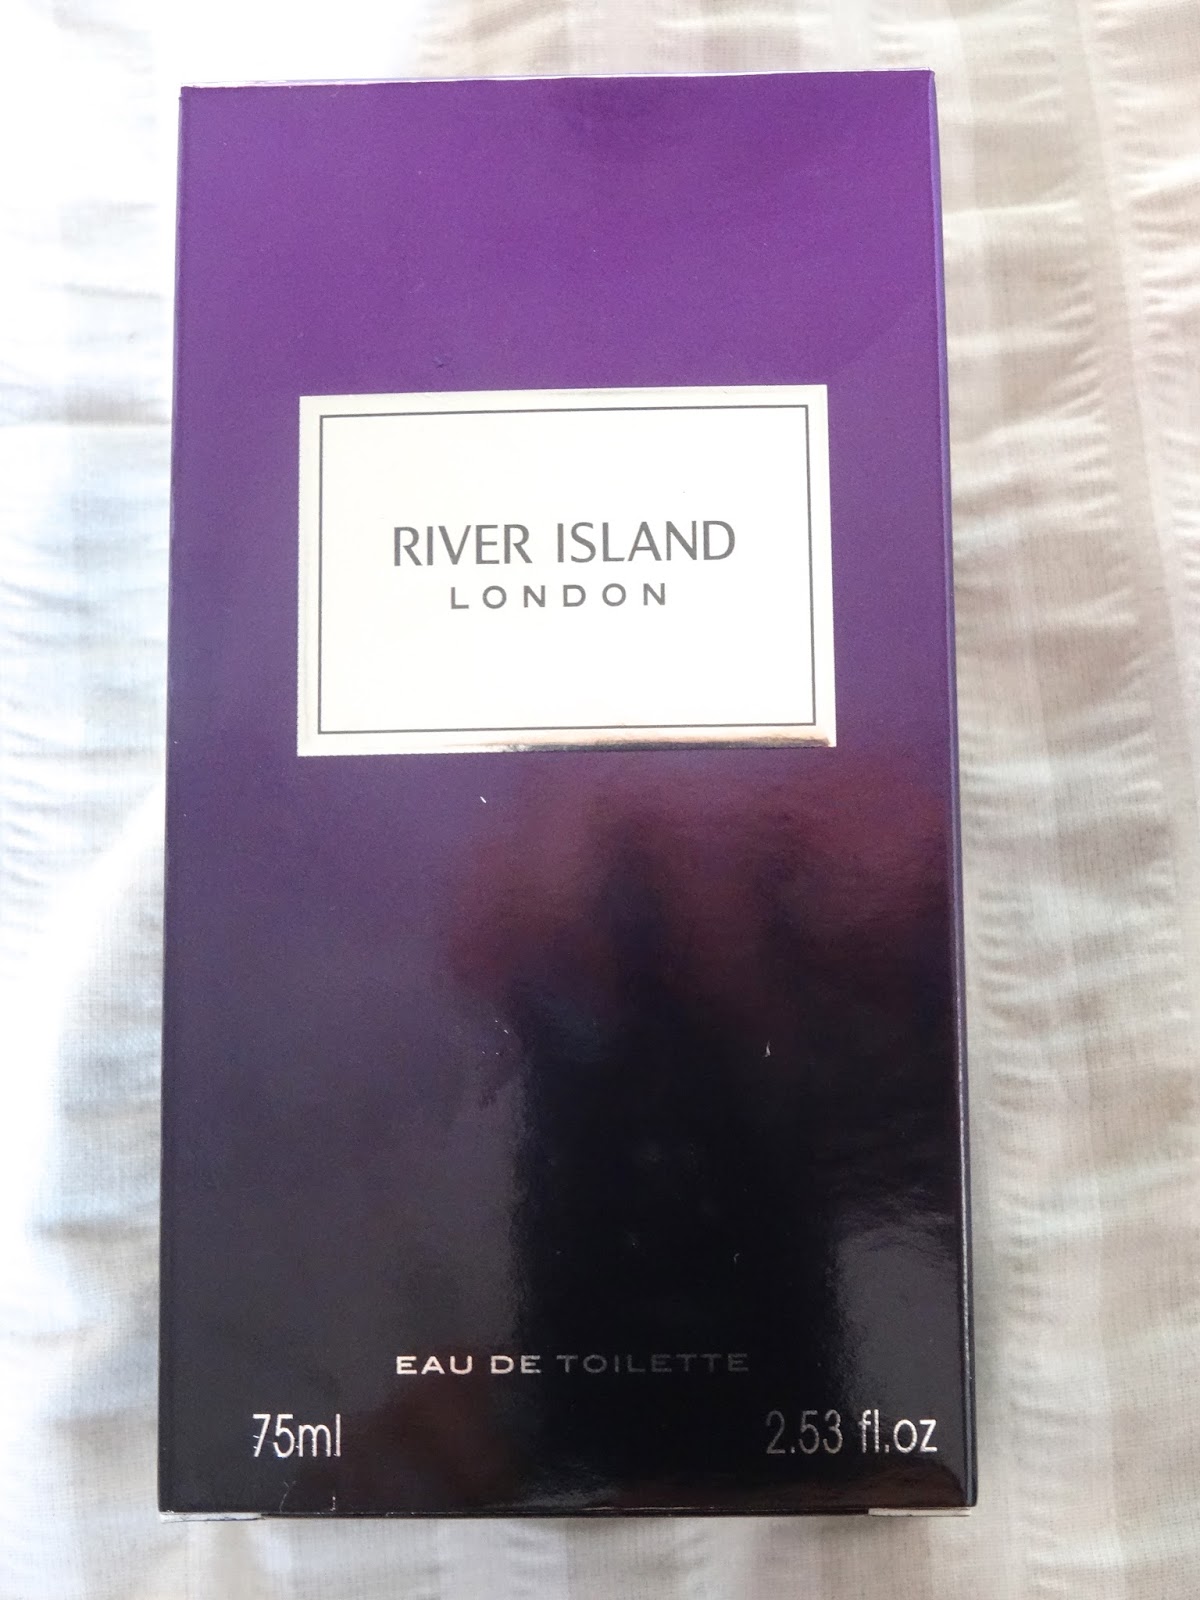 RIVER ISLAND
LONDON
EAU DE TOILETTE
75ml 2.53 fl.oz